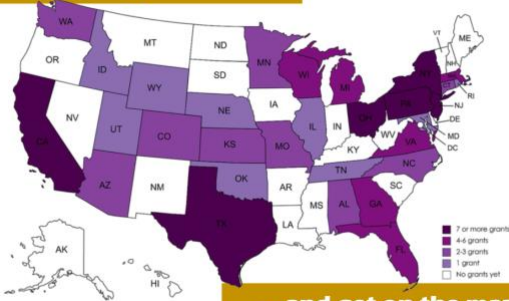 WA
MT
ND
MN
VT
ME
OR
ID
SD
WI
MI
NY
NH
WY
IA
RI
NV
NE
PA
NJ
UT
CO
IL
IN
OH
DE
CA
KS
MO
WV
VA
MD
KY
DC
AZ
NM
OK
TN
NC
AR
SC
TX
MS
AL
GA
LA
FL
AK
HI
7 or more grants
4-6 grants
2-3 grants
1 grant
No grants yet